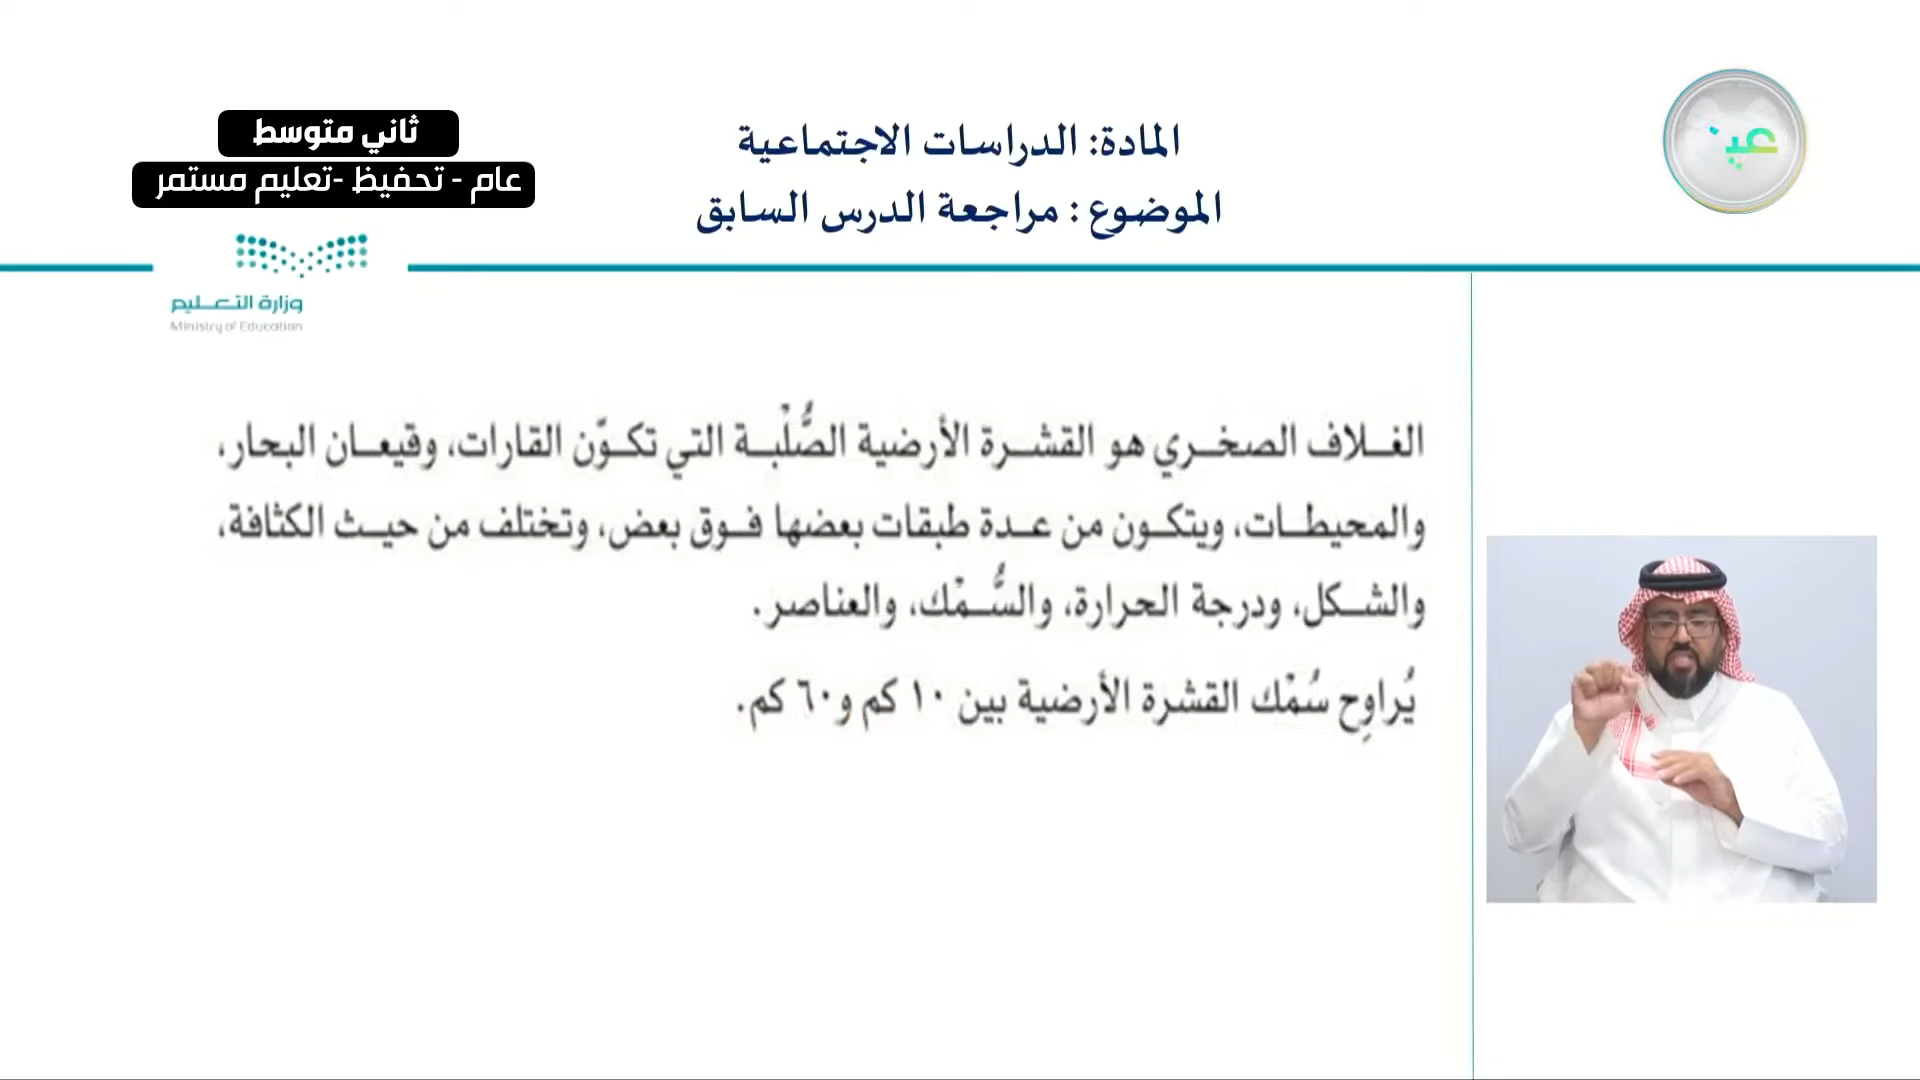 المادة: الدراسات الاجتماعية
الموضوع : مراجعة الدرس السابق
ثاني متوسط
عام - تحفيظ -تعليم مستمر
عين
وزارة التعليم
Ministry of Education
الغلاف الصخري هو القشرة الأرضية الصُّلْبة التي تكوّن القارات، وقيعان البحار،
والمحيطات، ويتكون من عدة طبقات بعضها فوق بعض، وتختلف من حيث الكثافة،
والشكل، ودرجة الحرارة، والسُّمْك، والعناصر.
يُراوِح سُمْك القشرة الأرضية بين ١٠ كم و٦٠ كم.